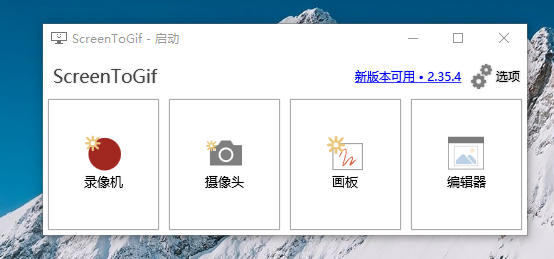 ScreenToGif - 启动
ScreenToGif
新版本可用 • 2.35.4
选项
录像机
摄像头
画板
编辑器